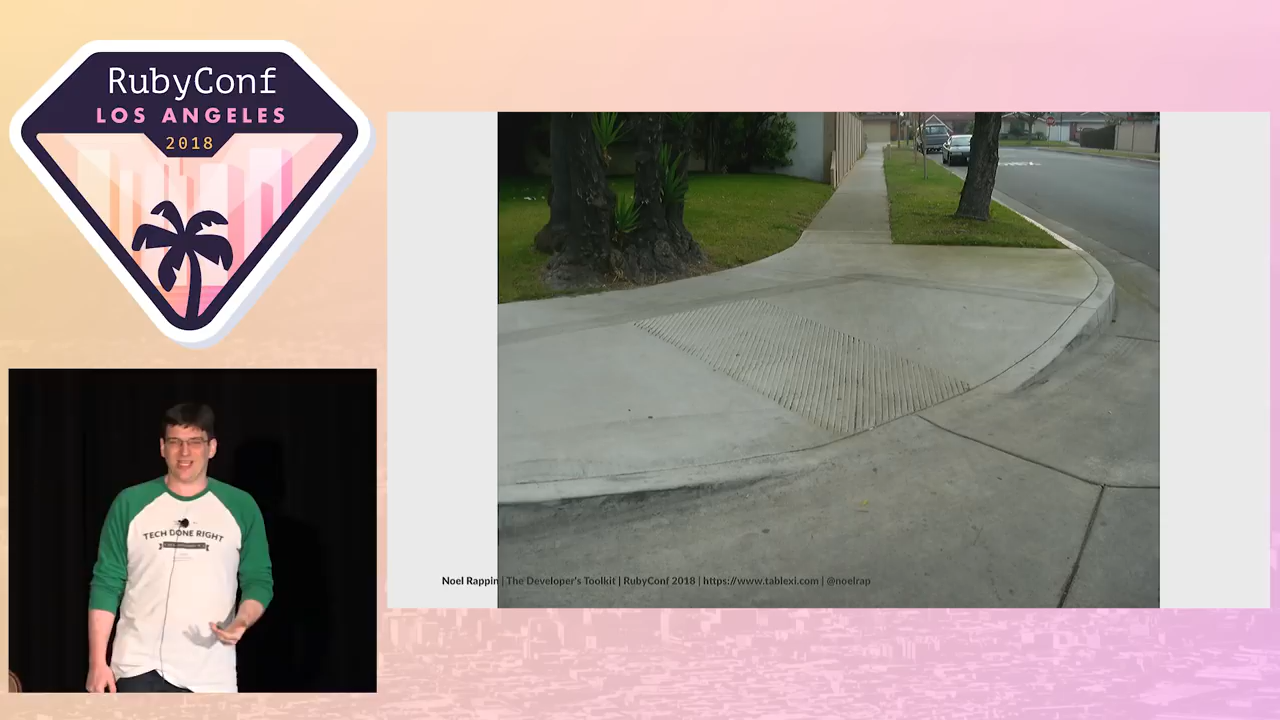 RubyConf
LOS ANGELES
2018
TECH DONE RIGHT
Noel Rappin | The Developer's Toolkit | RubyConf 2018 | https://www.tablexi.com | @noelrap